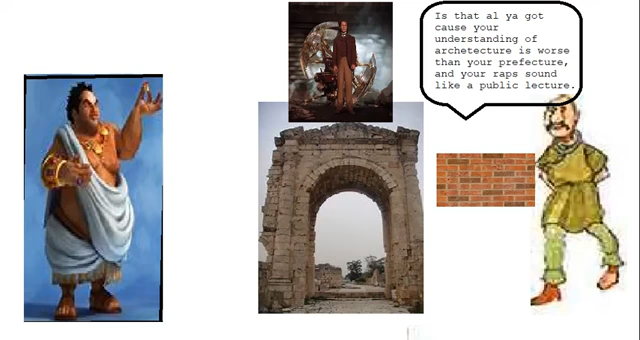 Is that al ya got
cause your
understanding of
archetecture is worse
than your prefecture,
and your raps sound
like a public lecture.